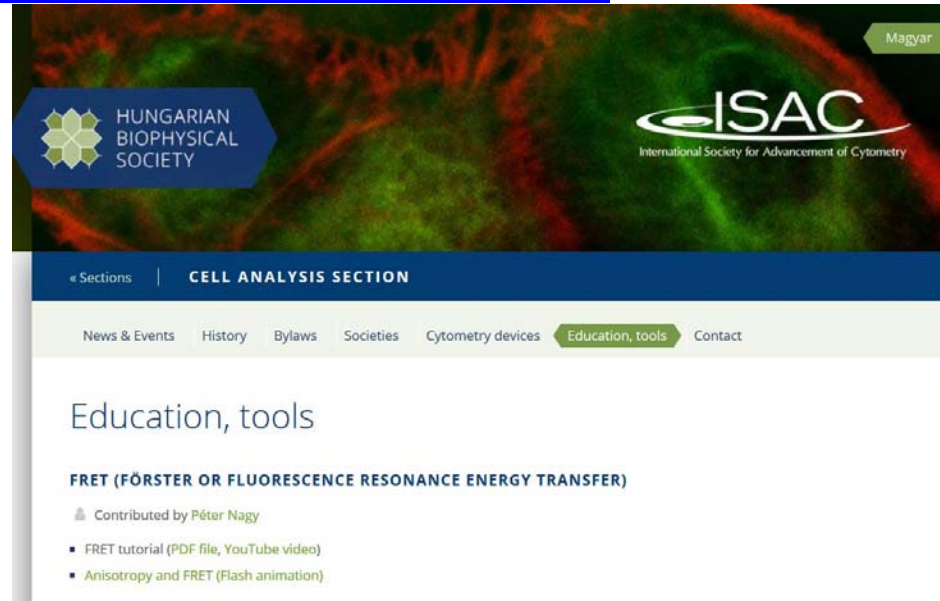 Magyar
HUNGARIAN
BIOPHYSICAL
SOCIETY
ISAC
International Society for Advancement of Cytometry
« Sections | CELL ANALYSIS SECTION
News & Events History Bylaws Societies Cytometry devices Education, tools Contact
Education, tools
FRET (FÖRSTER OR FLUORESCENCE RESONANCE ENERGY TRANSFER)
Contributed by Péter Nagy
▪ FRET tutorial (PDF file, YouTube video)
▪ Anisotropy and FRET (Flash animation)